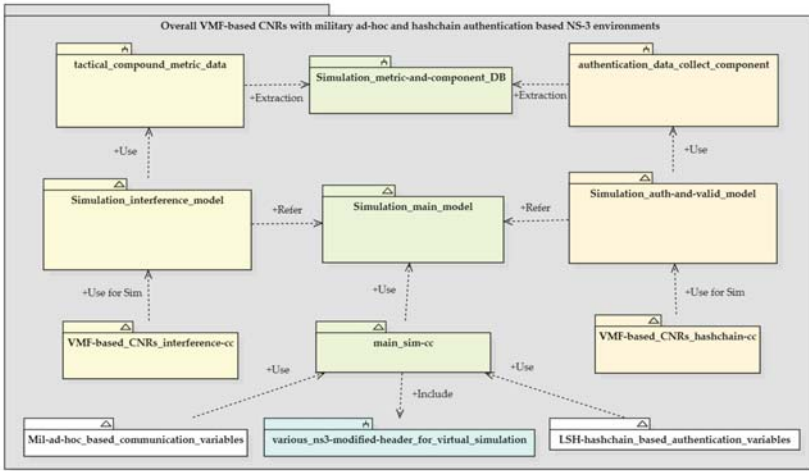 Overall VMF-based CNRs with military ad-hoc and hashchain authentication based NS-3 environments
tactical_compound_metric_data
Simulation_metric-and-component_DB
authentication_data_collect_component
+Extraction
+Extraction
+Use
+Use
Simulation_interference_model
Simulation_main_model
Simulation_auth-and-valid_model
+Refer
+Refer
+Use for Sim
+Use
+Use for Sim
VMF-based_CNRs_interference-cc
main_sim-cc
VMF-based_CNRs_hashchain-cc
+Use
+Include
+Use
Mil-ad-hoc_based_communication_variables
various_ns3-modified-header_for_virtual_simulation
LSH-hashchain_based_authentication_variables